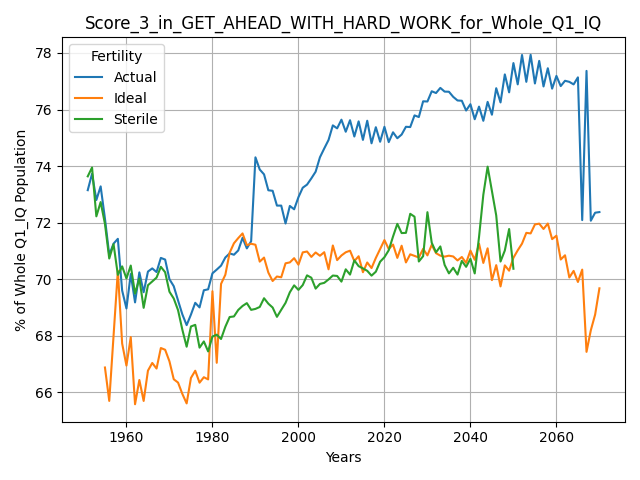 Score_3_in_GET_AHEAD_WITH_HARD_WORK_for_Whole_Q1_IQ
Fertility
Actual
Ideal
Sterile
% of Whole Q1_IQ Population
78
76
74
72
70
68
66
1960
1980
2000
2020
2040
2060
Years